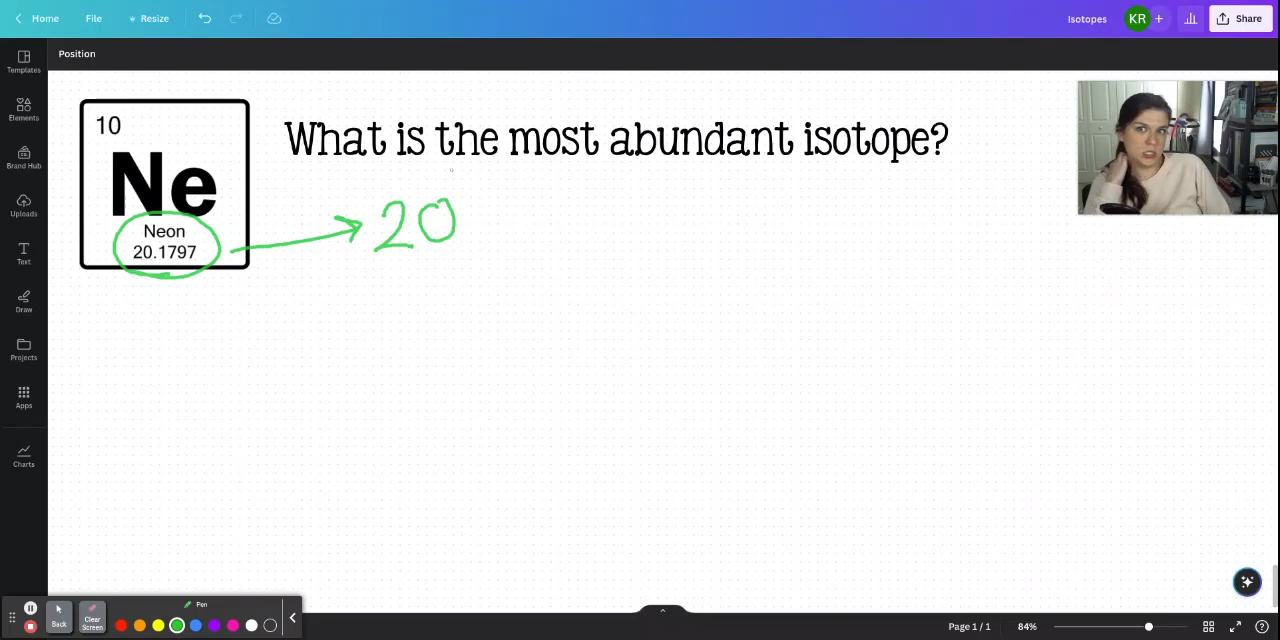 Home File Resize Isotopes KR + Share
Templates
Elements
Brand Hub
Uploads
Text
Draw
Projects
Apps
Charts
Position
10
Ne
Neon
20.1797
What is the most abundant isotope?
20
Pen
Back
Clear
Screen
Page 1 / 1 84%